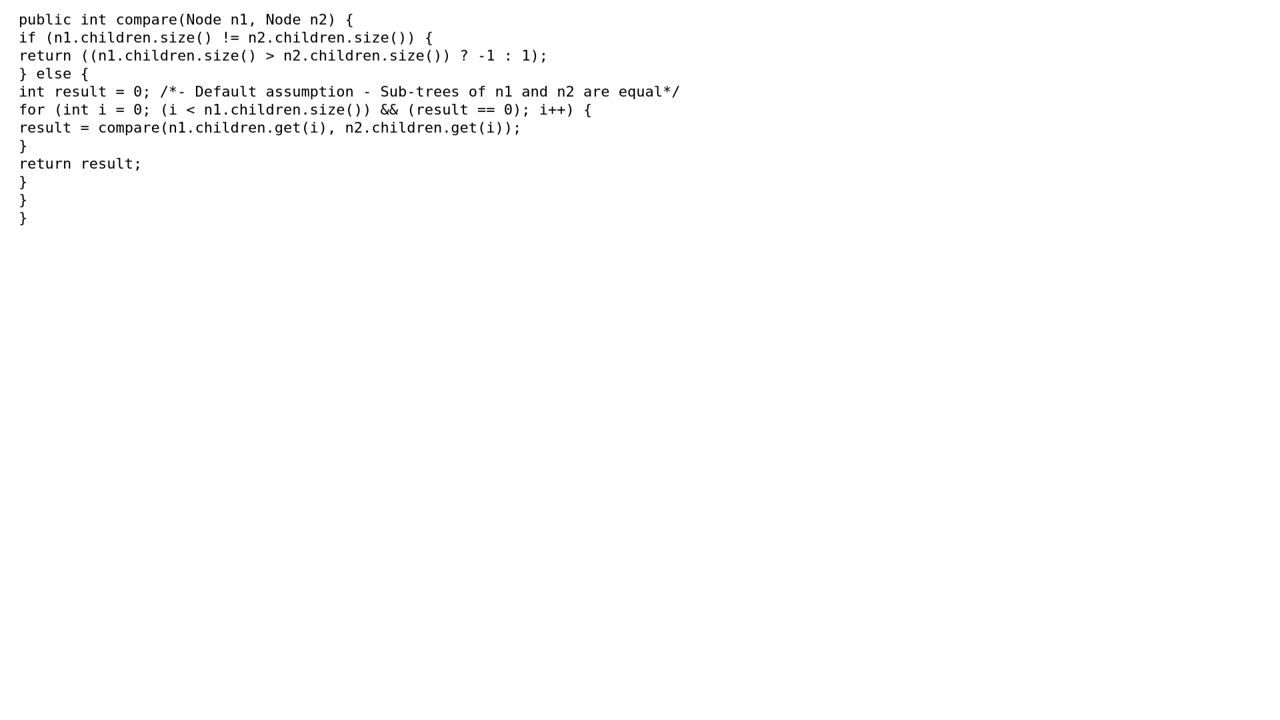 public int compare(Node n1, Node n2) {
if (n1.children.size() != n2.children.size()) {
return ((n1.children.size() > n2.children.size()) ? -1 : 1);
} else {
int result = 0; /*- Default assumption - Sub-trees of n1 and n2 are equal*/
for (int i = 0; (i < n1.children.size()) && (result == 0); i++) {
result = compare(n1.children.get(i), n2.children.get(i));
}
return result;
}
}
}